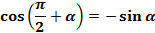 cos(π/2 + α) = − sin α